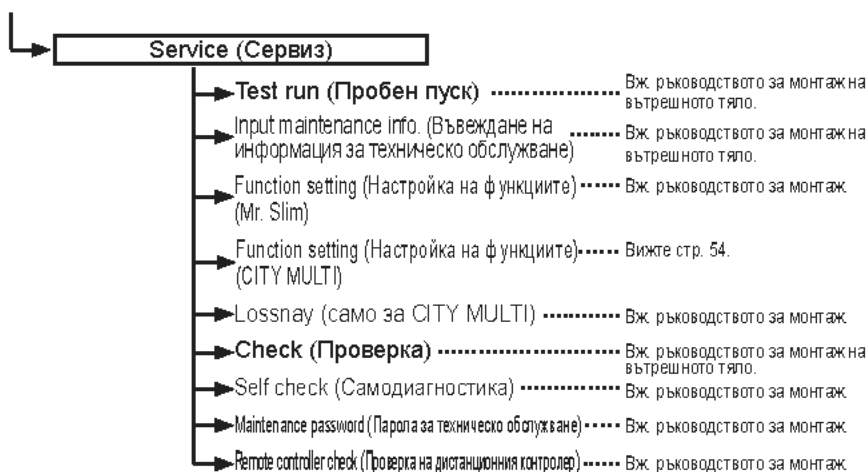 Service (Сервиз)
Test run (Пробен пуск) Вж. ръководството за монтаж на
вътрешното тяло.
Input maintenance info. (Въвеждане на Вж. ръководството за монтаж на
информация за техническо обслужване) вътрешното тяло.
Function setting (Настройка на функциите) Вж. ръководството за монтаж.
(Mr. Slim)
Function setting (Настройка на функциите) Вижте стр. 54.
(CITY MULTI)
Lossnay (само за CITY MULTI) Вж. ръководството за монтаж.
Check (Проверка) Вж. ръководството за монтаж на
вътрешното тяло.
Self check (Самодиагностика) Вж. ръководството за монтаж.
Maintenance password (Парола за техническо обслужване) Вж. ръководството за монтаж.
Remote controller check (Проверка на дистанционния контролер) Вж. ръководството за монтаж.